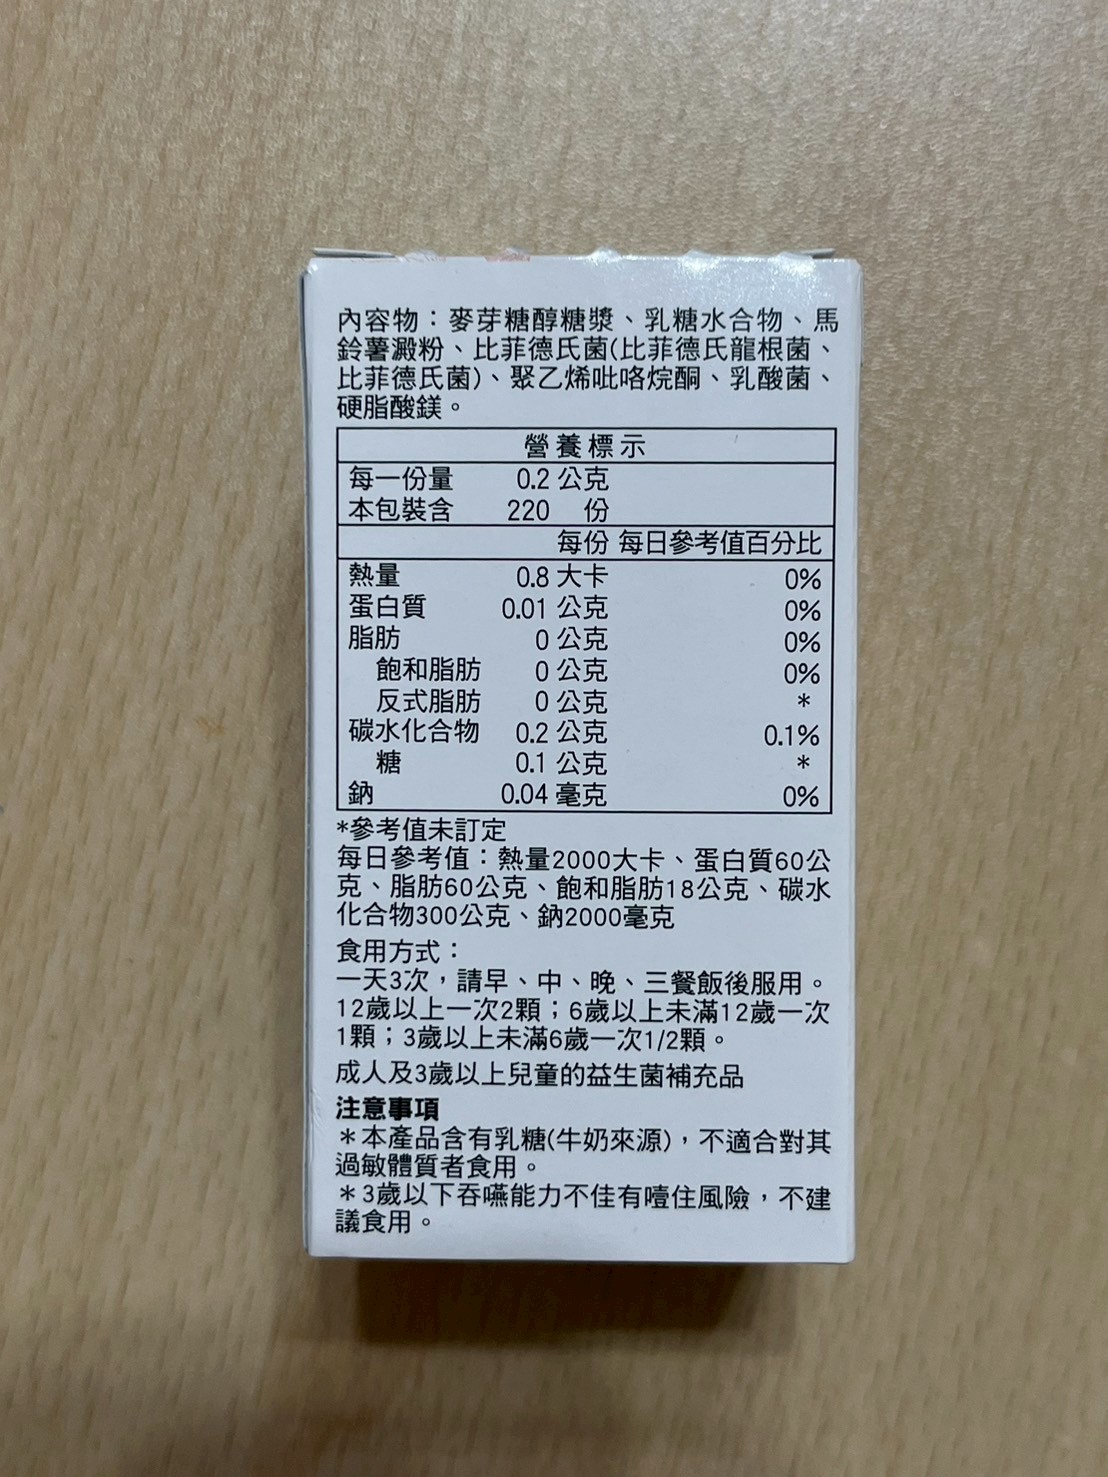 內容物：麥芽糖醇糖漿、乳糖水合物、馬
鈴薯澱粉、比菲德氏菌(比菲德氏龍根菌、
比菲德氏菌)、聚乙烯吡咯烷酮、乳酸菌、
硬脂酸鎂。
營養標示
每一份量 0.2 公克
本包裝含 220 份
每份 每日參考值百分比
熱量 0.8 大卡 0%
蛋白質 0.01 公克 0%
脂肪 0 公克 0%
飽和脂肪 0 公克 0%
反式脂肪 0 公克 *
碳水化合物 0.2 公克 0.1%
糖 0.1 公克 *
鈉 0.04 毫克 0%
*參考值未訂定
每日參考值：熱量2000大卡、蛋白質60公
克、脂肪60公克、飽和脂肪18公克、碳水
化合物300公克、鈉2000毫克
食用方式：
一天3次，請早、中、晚、三餐飯後服用。
12歲以上一次2顆；6歲以上未滿12歲一次
1顆；3歲以上未滿6歲一次1/2顆。
成人及3歲以上兒童的益生菌補充品
注意事項
＊本產品含有乳糖(牛奶來源)，不適合對其
過敏體質者食用。
＊3歲以下吞嚥能力不佳有噎住風險，不建
議食用。